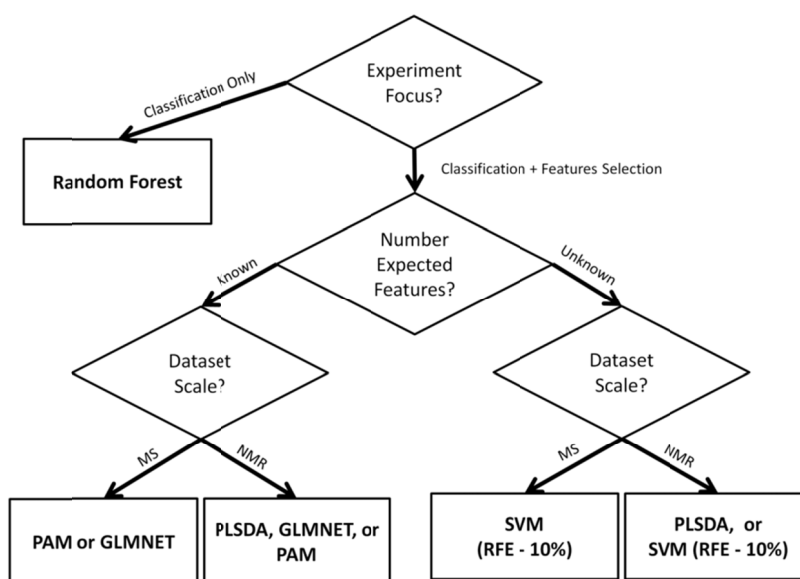 Experiment
Focus?
Classification Only
Random Forest
Classification + Features Selection
Number
Expected
Features?
Known
Unknown
Dataset
Scale?
Dataset
Scale?
MS
NMR
MS
NMR
PAM or GLMNET
PLSDA, GLMNET, or
PAM
SVM
(RFE - 10%)
PLSDA, or
SVM (RFE - 10%)